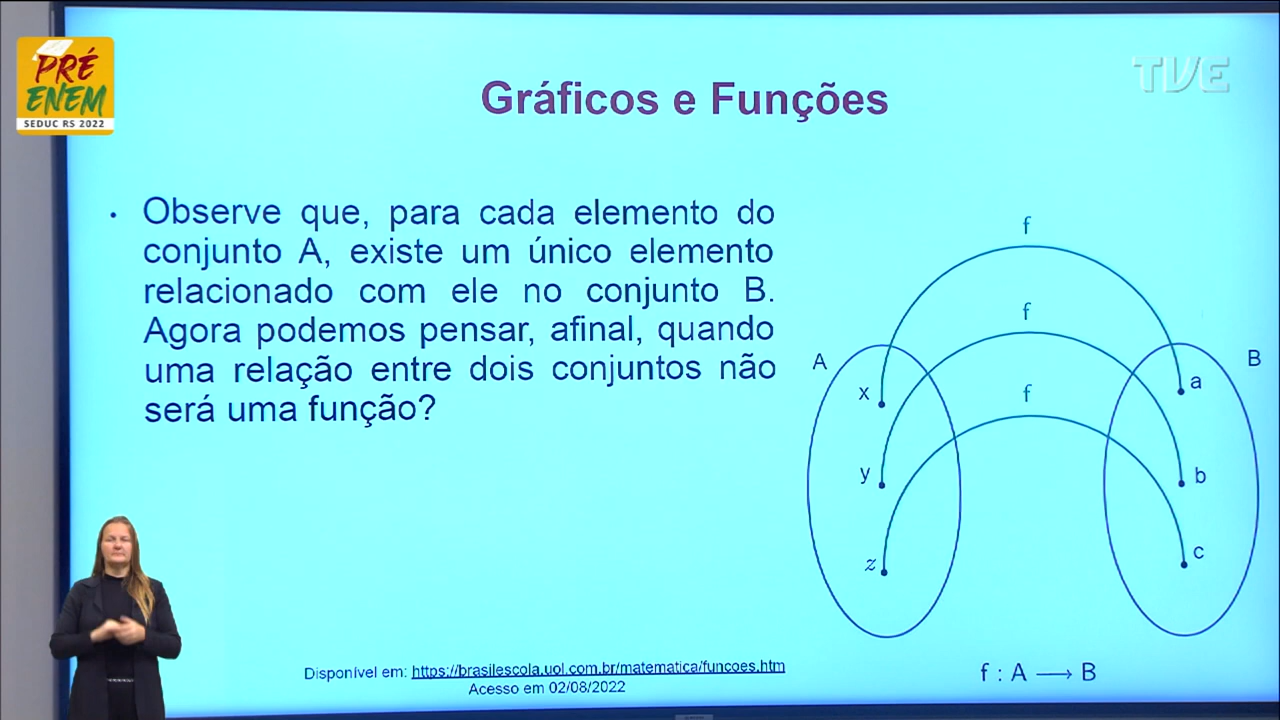 PRÉ
ENEM
SEDUC RS 2022
TVE
Gráficos e Funções
• Observe que, para cada elemento do
conjunto A, existe um único elemento
relacionado com ele no conjunto B.
Agora podemos pensar, afinal, quando
uma relação entre dois conjuntos não
será uma função?
f
f
f
A
B
x
a
y
b
z
c
f : A ⟶ B
Disponível em: https://brasilescola.uol.com.br/matematica/funcoes.htm
Acesso em 02/08/2022